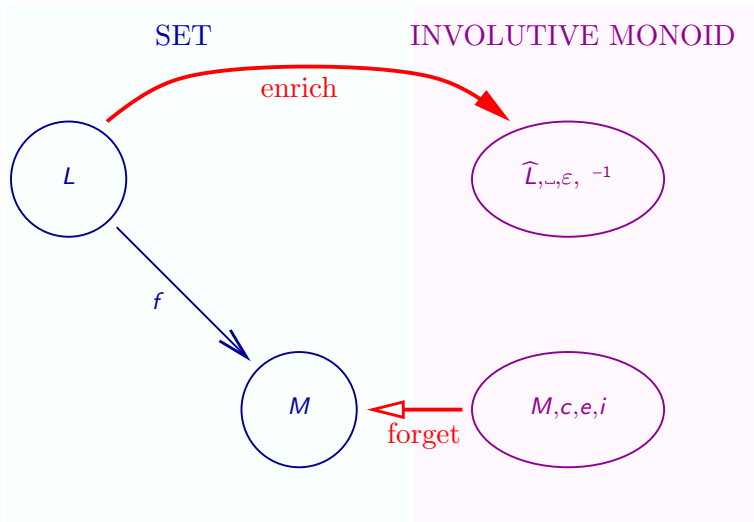 SET
INVOLUTIVE MONOID
enrich
L
L̂,␣,ε, ⁻¹
f
M
M,c,e,i
forget